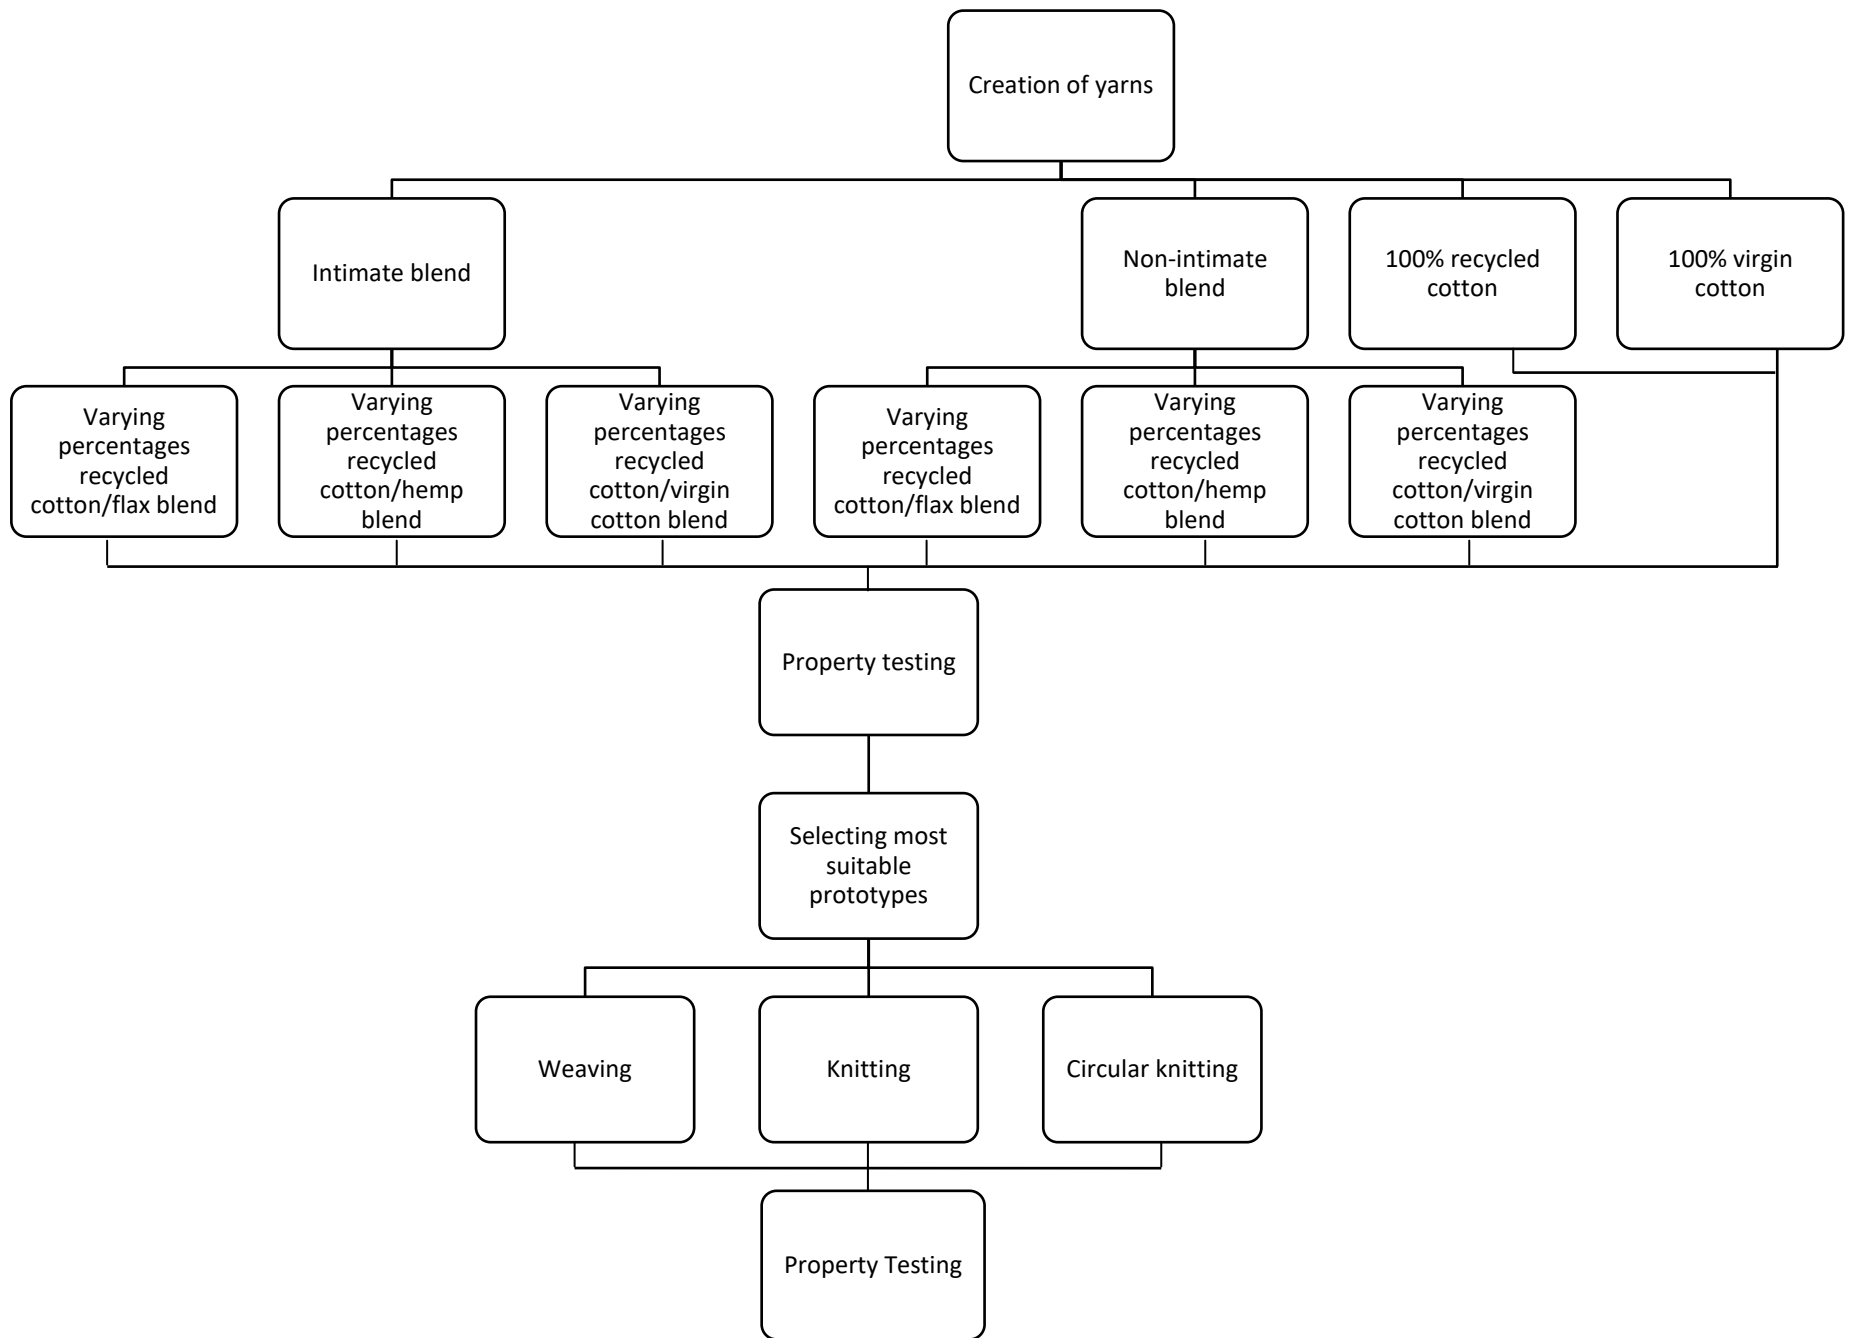 Creation of yarns
Intimate blend
Non-intimate
blend
100% recycled
cotton
100% virgin
cotton
Varying
percentages
recycled
cotton/flax blend
Varying
percentages
recycled
cotton/hemp
blend
Varying
percentages
recycled
cotton/virgin
cotton blend
Varying
percentages
recycled
cotton/flax blend
Varying
percentages
recycled
cotton/hemp
blend
Varying
percentages
recycled
cotton/virgin
cotton blend
Property testing
Selecting most
suitable
prototypes
Weaving
Knitting
Circular knitting
Property Testing